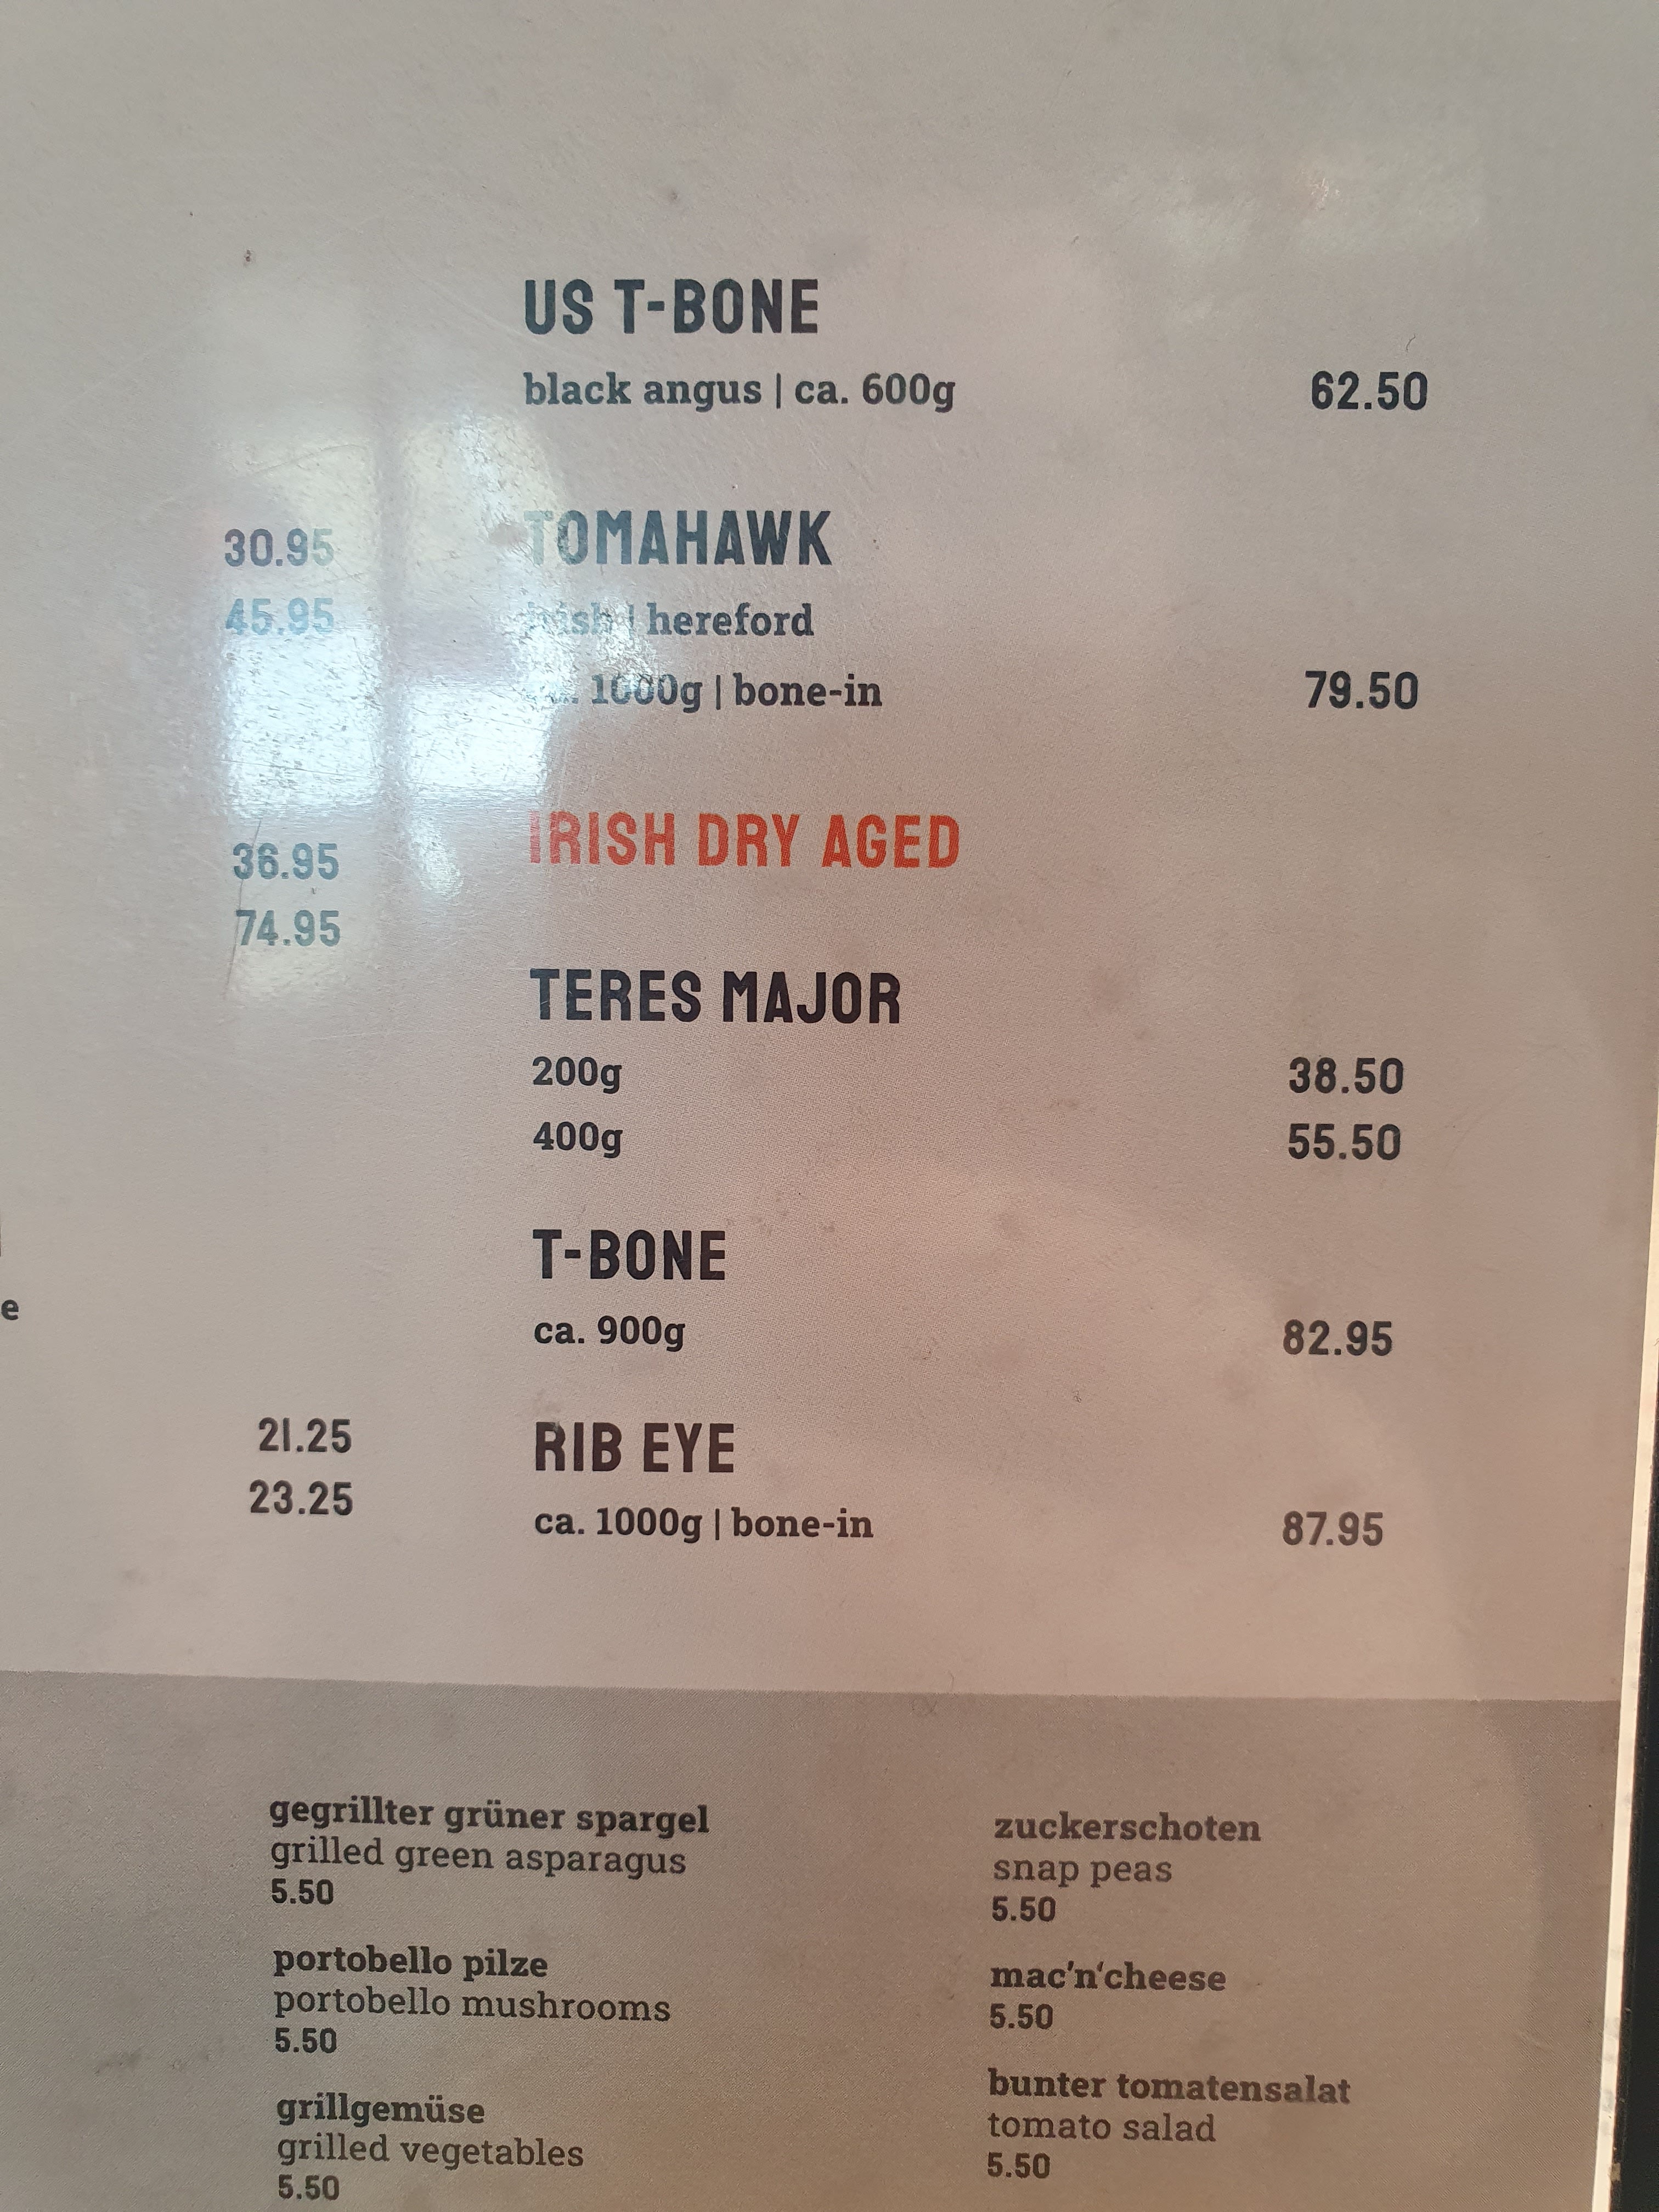 US T-BONE
black angus | ca. 600g 62.50
30.95
45.95
TOMAHAWK
irish | hereford
ca. 1000g | bone-in 79.50
36.95
74.95
IRISH DRY AGED
TERES MAJOR
200g 38.50
400g 55.50
T-BONE
ca. 900g 82.95
e
21.25
23.25
RIB EYE
ca. 1000g | bone-in 87.95
gegrillter grüner spargel
grilled green asparagus
5.50
portobello pilze
portobello mushrooms
5.50
grillgemüse
grilled vegetables
5.50
zuckerschoten
snap peas
5.50
mac'n‘cheese
5.50
bunter tomatensalat
tomato salad
5.50